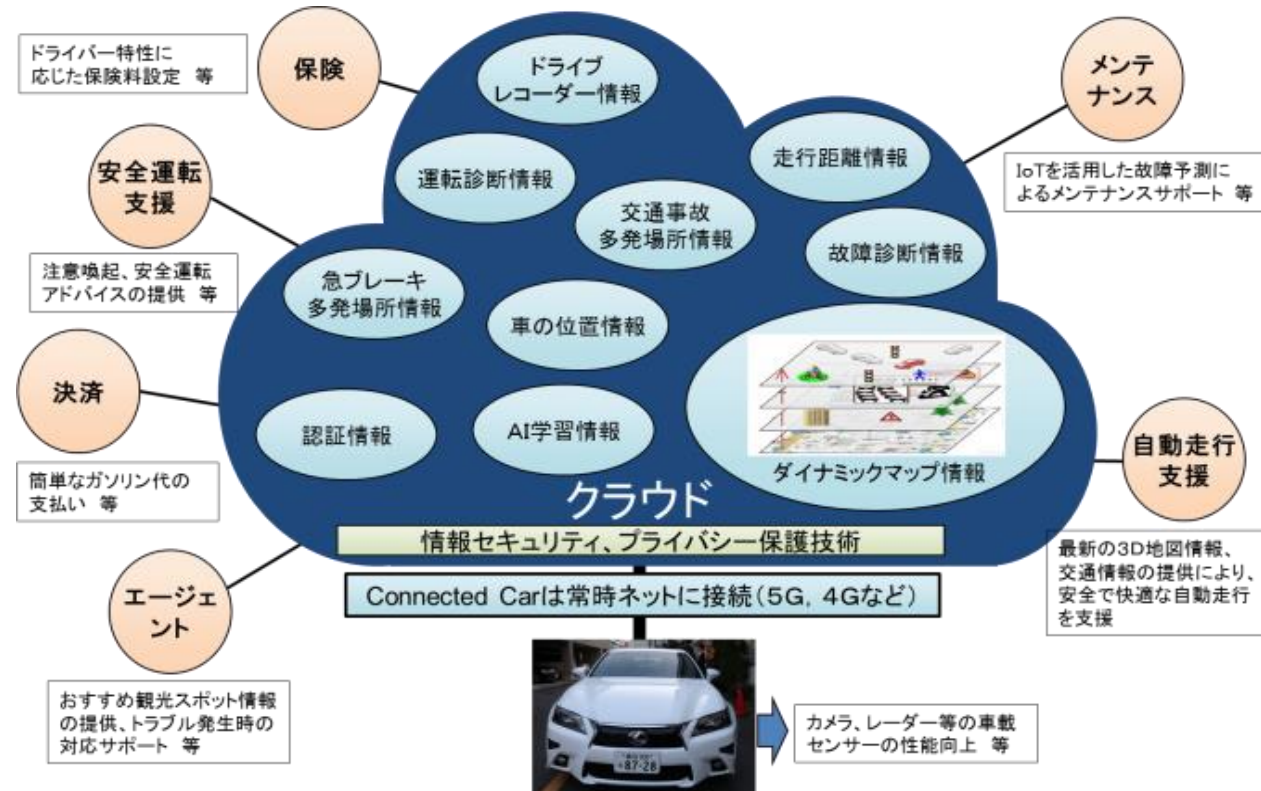 保険
ドライバー特性に
応じた保険料設定 等
安全運転
支援
注意喚起、安全運転
アドバイスの提供 等
決済
簡単なガソリン代の
支払い 等
エージェ
ント
おすすめ観光スポット情報
の提供、トラブル発生時の
対応サポート 等
ドライブ
レコーダー情報
運転診断情報
走行距離情報
交通事故
多発場所情報
故障診断情報
急ブレーキ
多発場所情報
車の位置情報
認証情報
AI学習情報
ダイナミックマップ情報
クラウド
情報セキュリティ、プライバシー保護技術
Connected Carは常時ネットに接続(5G, 4Gなど)
メンテ
ナンス
IoTを活用した故障予測に
よるメンテナンスサポート 等
自動走行
支援
最新の3D地図情報、
交通情報の提供により、
安全で快適な自動走行
を支援
87-28
カメラ、レーダー等の車載
センサーの性能向上 等